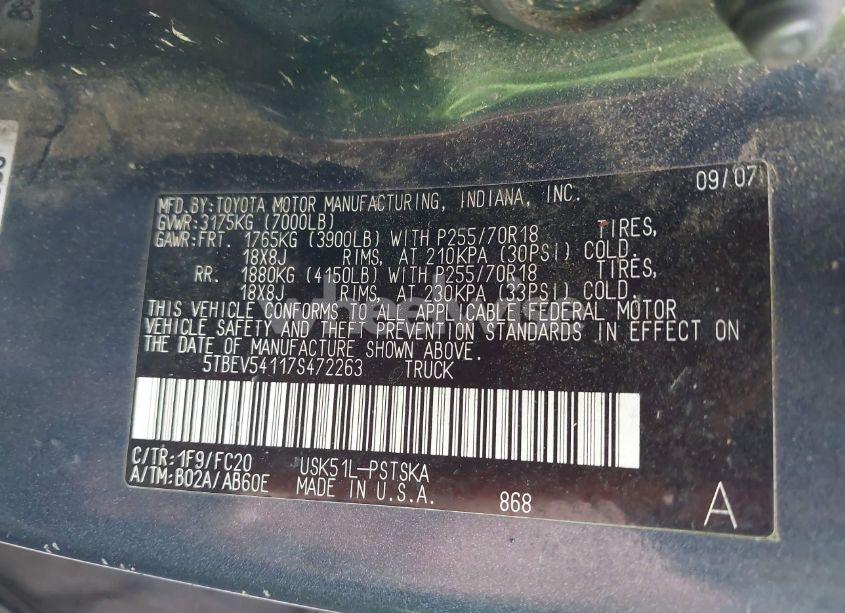 MFD.BY:TOYOTA MOTOR MANUFACTURING, INDIANA, INC. 09/07
GVWR:3175KG (7000LB)
GAWR:FRT. 1765KG (3900LB) WITH P255/70R18 TIRES,
18X8J RIMS, AT 210KPA (30PSI) COLD.
RR. 1880KG (4150LB) WITH P255/70R18 TIRES,
18X8J RIMS, AT 230KPA (33PSI) COLD.
THIS VEHICLE CONFORMS TO ALL APPLICABLE FEDERAL MOTOR
VEHICLE SAFETY AND THEFT PREVENTION STANDARDS IN EFFECT ON
THE DATE OF MANUFACTURE SHOWN ABOVE.
5TBEV54117S472263 TRUCK
C/TR:1F9/FC20 USK51L-PSTSKA
A/TM:B02A/AB60E MADE IN U.S.A. 868 A